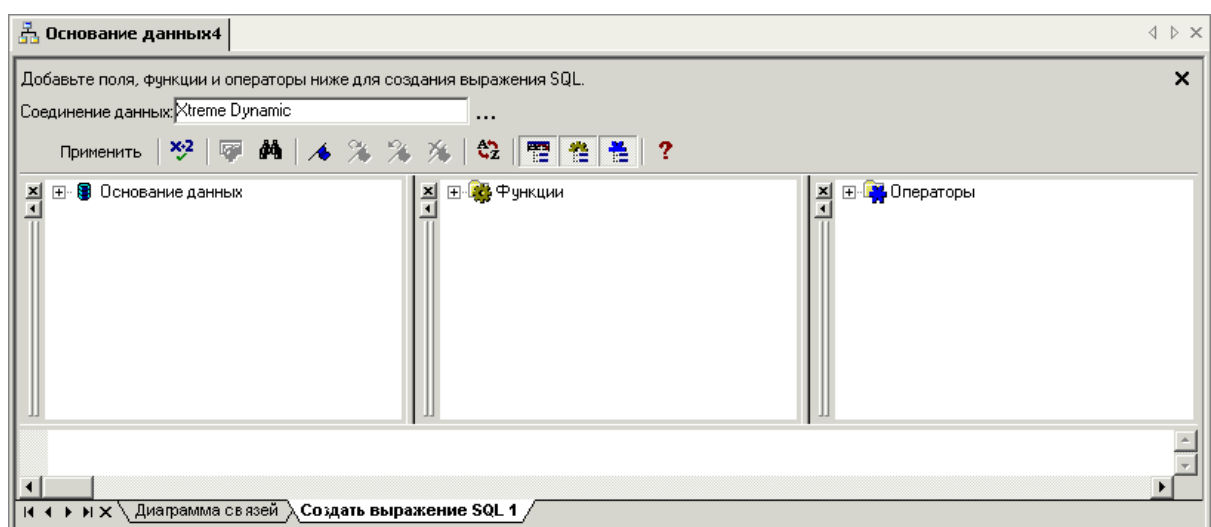 Основание данных4
Добавьте поля, функции и операторы ниже для создания выражения SQL.
Соединение данных: Xtreme Dynamic ...
Применить x+2 A Z ?
Основание данных
Функции
Операторы
Диаграмма связей Создать выражение SQL 1